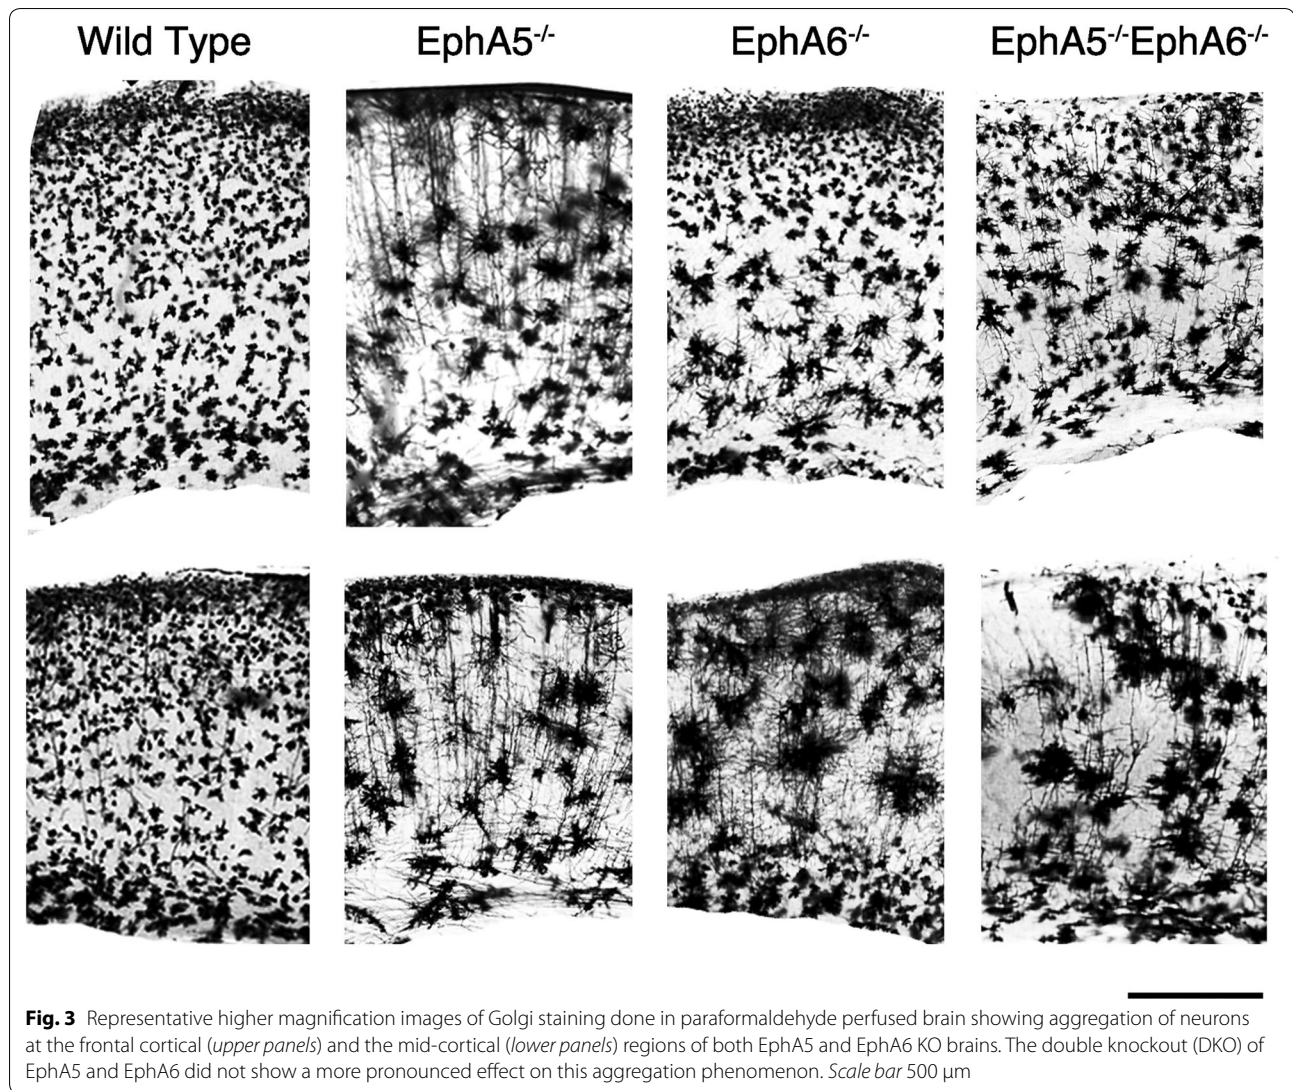 Wild Type EphA5-/- EphA6-/- EphA5-/-EphA6-/-
Fig. 3 Representative higher magnification images of Golgi staining done in paraformaldehyde perfused brain showing aggregation of neurons
at the frontal cortical (upper panels) and the mid-cortical (lower panels) regions of both EphA5 and EphA6 KO brains. The double knockout (DKO) of
EphA5 and EphA6 did not show a more pronounced effect on this aggregation phenomenon. Scale bar 500 μm